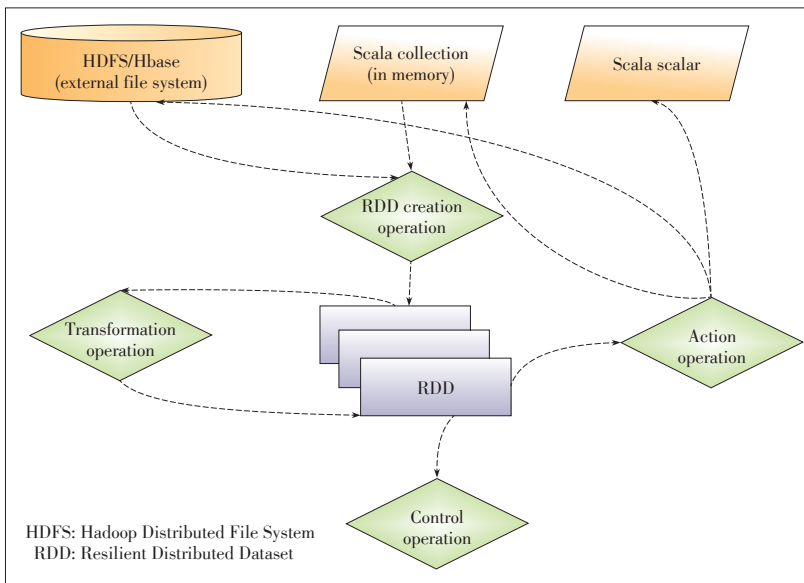 HDFS/Hbase
(external file system)
Scala collection
(in memory)
Scala scalar
RDD creation
operation
Transformation
operation
Action
operation
RDD
Control
operation
HDFS: Hadoop Distributed File System
RDD: Resilient Distributed Dataset